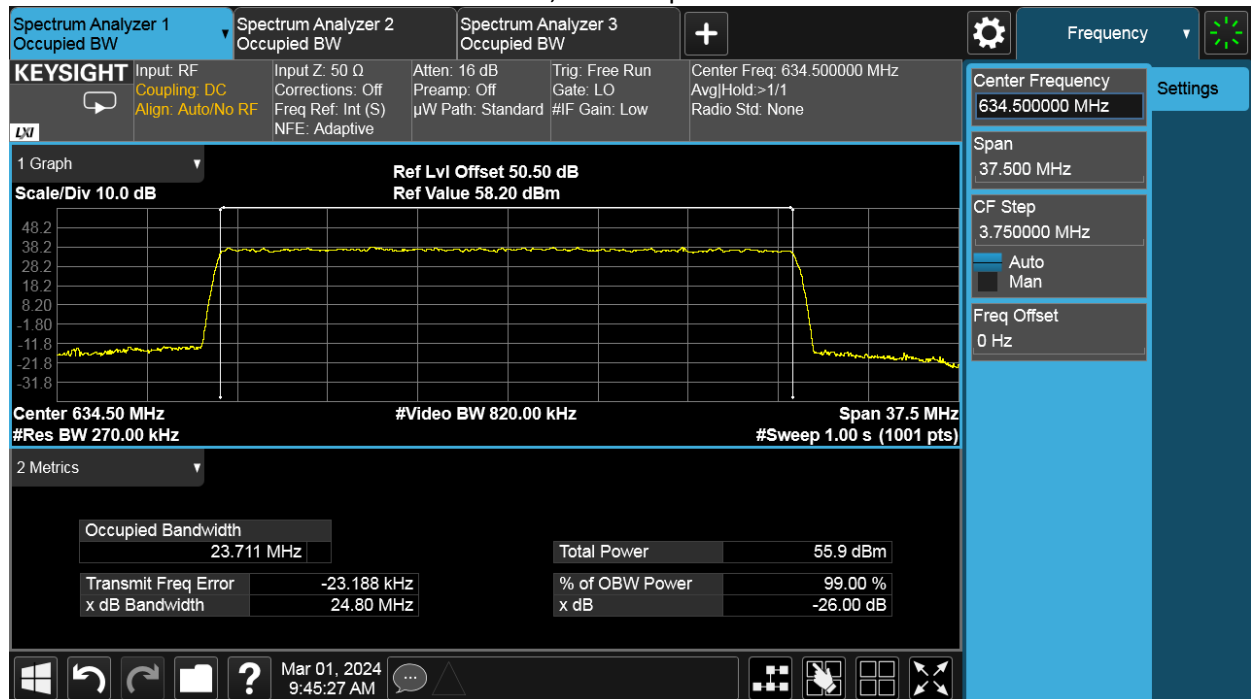 Spectrum Analyzer 1
Occupied BW
Spectrum Analyzer 2
Occupied BW
Spectrum Analyzer 3
Occupied BW
+
Frequency
KEYSIGHT
LXI
Input: RF
Coupling: DC
Align: Auto/No RF
Input Z: 50 Ω
Corrections: Off
Freq Ref: Int (S)
NFE: Adaptive
Atten: 16 dB
Preamp: Off
µW Path: Standard
Trig: Free Run
Gate: LO
#IF Gain: Low
Center Freq: 634.500000 MHz
Avg|Hold:>1/1
Radio Std: None
Center Frequency
634.500000 MHz
Settings
Span
37.500 MHz
CF Step
3.750000 MHz
Auto
Man
Freq Offset
0 Hz
1 Graph
Scale/Div 10.0 dB
Ref Lvl Offset 50.50 dB
Ref Value 58.20 dBm
48.2
38.2
28.2
18.2
8.20
-1.80
-11.8
-21.8
-31.8
Center 634.50 MHz
#Video BW 820.00 kHz
Span 37.5 MHz
#Res BW 270.00 kHz
#Sweep 1.00 s (1001 pts)
2 Metrics
Occupied Bandwidth
23.711 MHz
Total Power 55.9 dBm
Transmit Freq Error -23.188 kHz
% of OBW Power 99.00 %
x dB Bandwidth 24.80 MHz
x dB -26.00 dB
?
Mar 01, 2024
9:45:27 AM